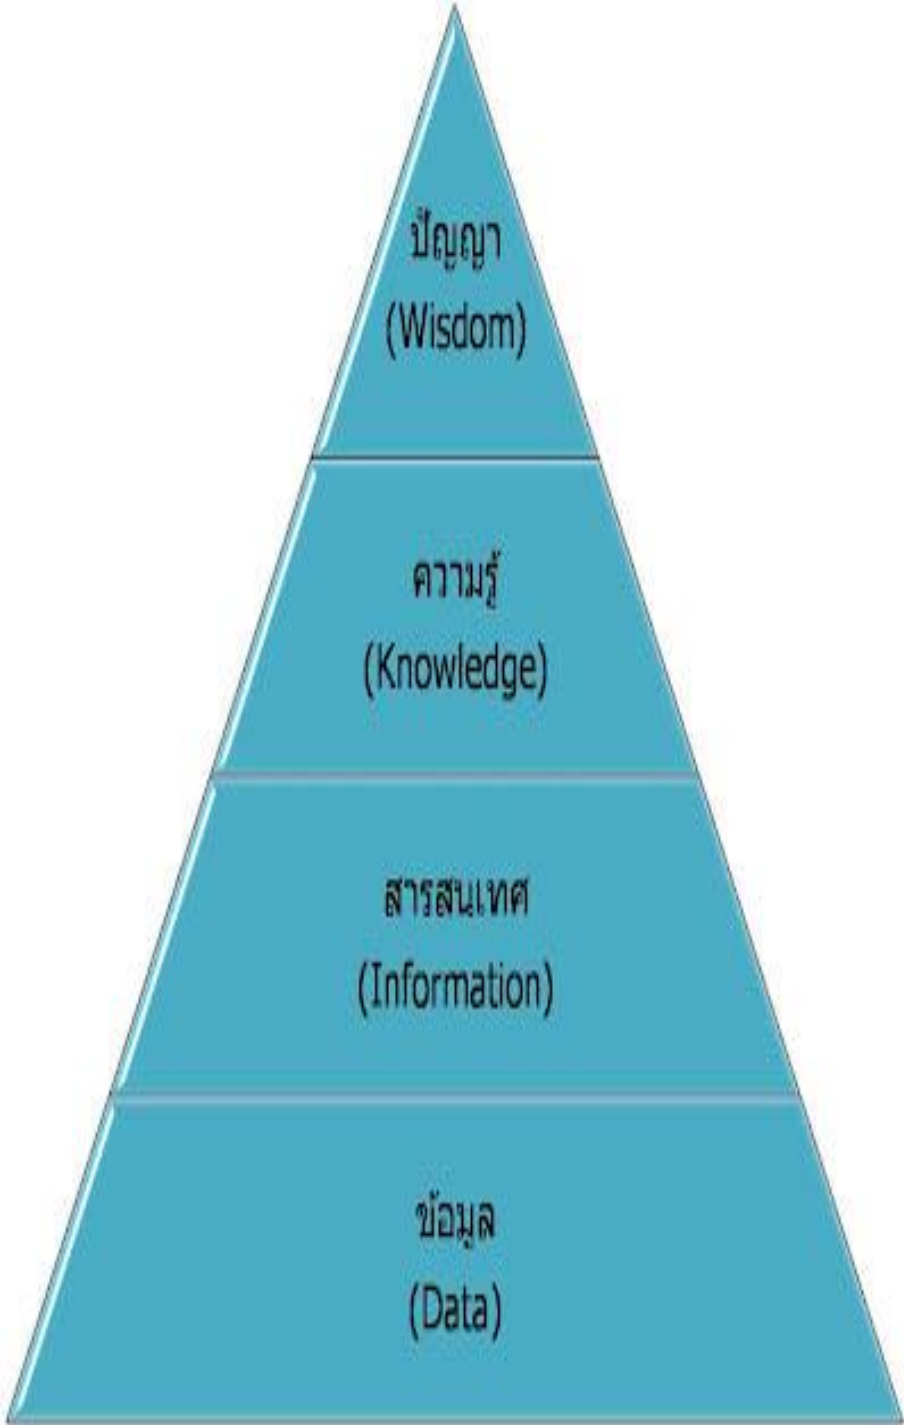 ปัญญา
(Wisdom)
ความรู้
(Knowledge)
สารสนเทศ
(Information)
ข้อมูล
(Data)